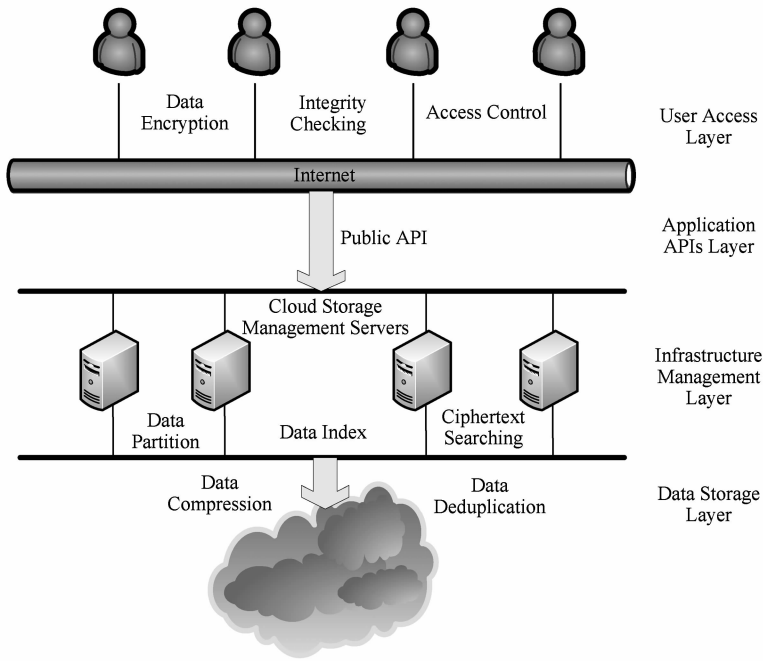 Data
Encryption
Integrity
Checking
Access Control
User Access
Layer
Internet
Public API
Application
APIs Layer
Cloud Storage
Management Servers
Infrastructure
Management
Layer
Data
Partition
Data Index
Ciphertext
Searching
Data
Compression
Data
Deduplication
Data Storage
Layer